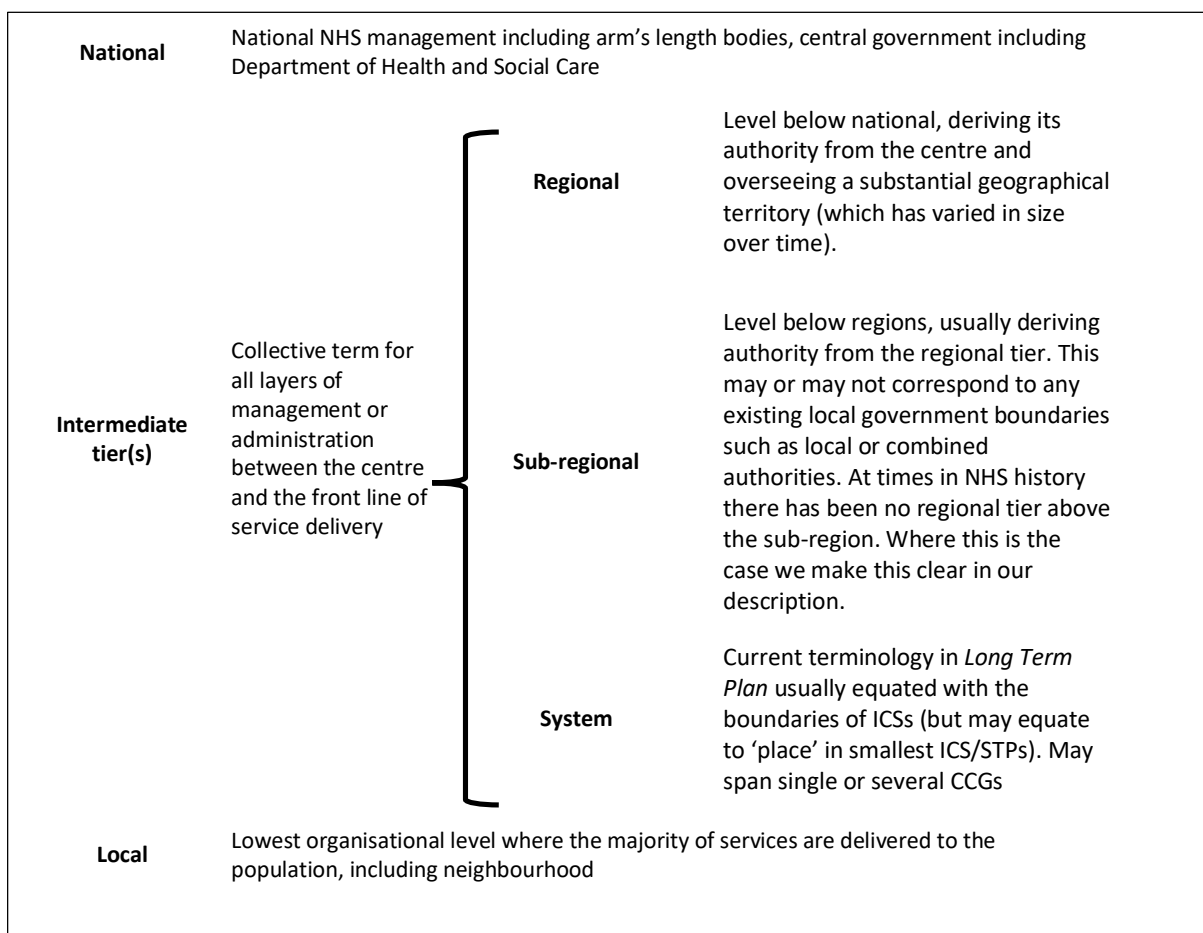 National
National NHS management including arm’s length bodies, central government including
Department of Health and Social Care
Intermediate
tier(s)
Collective term for
all layers of
management or
administration
between the centre
and the front line of
service delivery
Regional
Level below national, deriving its
authority from the centre and
overseeing a substantial geographical
territory (which has varied in size
over time).
Sub-regional
Level below regions, usually deriving
authority from the regional tier. This
may or may not correspond to any
existing local government boundaries
such as local or combined
authorities. At times in NHS history
there has been no regional tier above
the sub-region. Where this is the
case we make this clear in our
description.
System
Current terminology in Long Term
Plan usually equated with the
boundaries of ICSs (but may equate
to ‘place’ in smallest ICS/STPs). May
span single or several CCGs
Local
Lowest organisational level where the majority of services are delivered to the
population, including neighbourhood